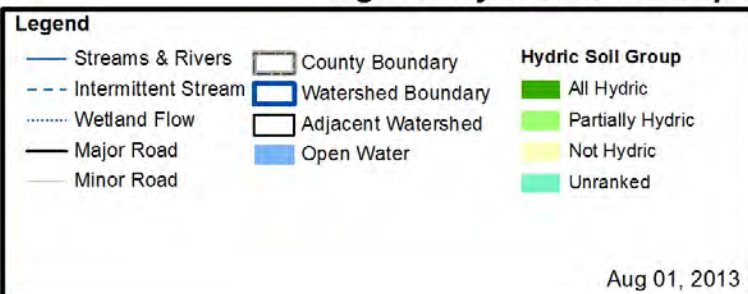 Legend
Streams & Rivers
Intermittent Stream
Wetland Flow
Major Road
Minor Road
County Boundary
Watershed Boundary
Adjacent Watershed
Open Water
Hydric Soil Group
All Hydric
Partially Hydric
Not Hydric
Unranked
Aug 01, 2013